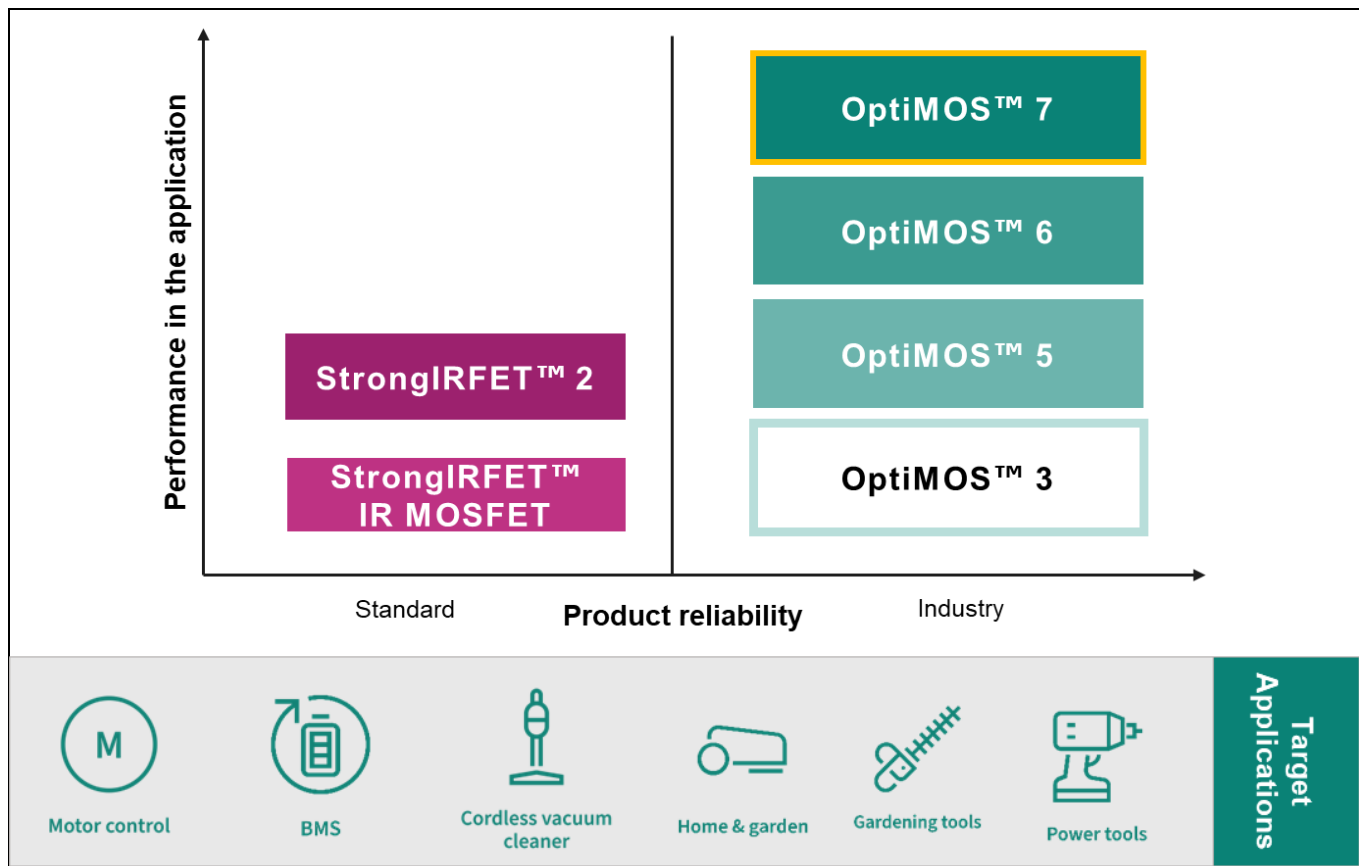 Performance in the application
OptiMOS™ 7
OptiMOS™ 6
OptiMOS™ 5
OptiMOS™ 3
StrongIRFET™ 2
StrongIRFET™
IR MOSFET
Standard
Product reliability
Industry
M
Motor control
BMS
Cordless vacuum
cleaner
Home & garden
Gardening tools
Power tools
Target
Applications